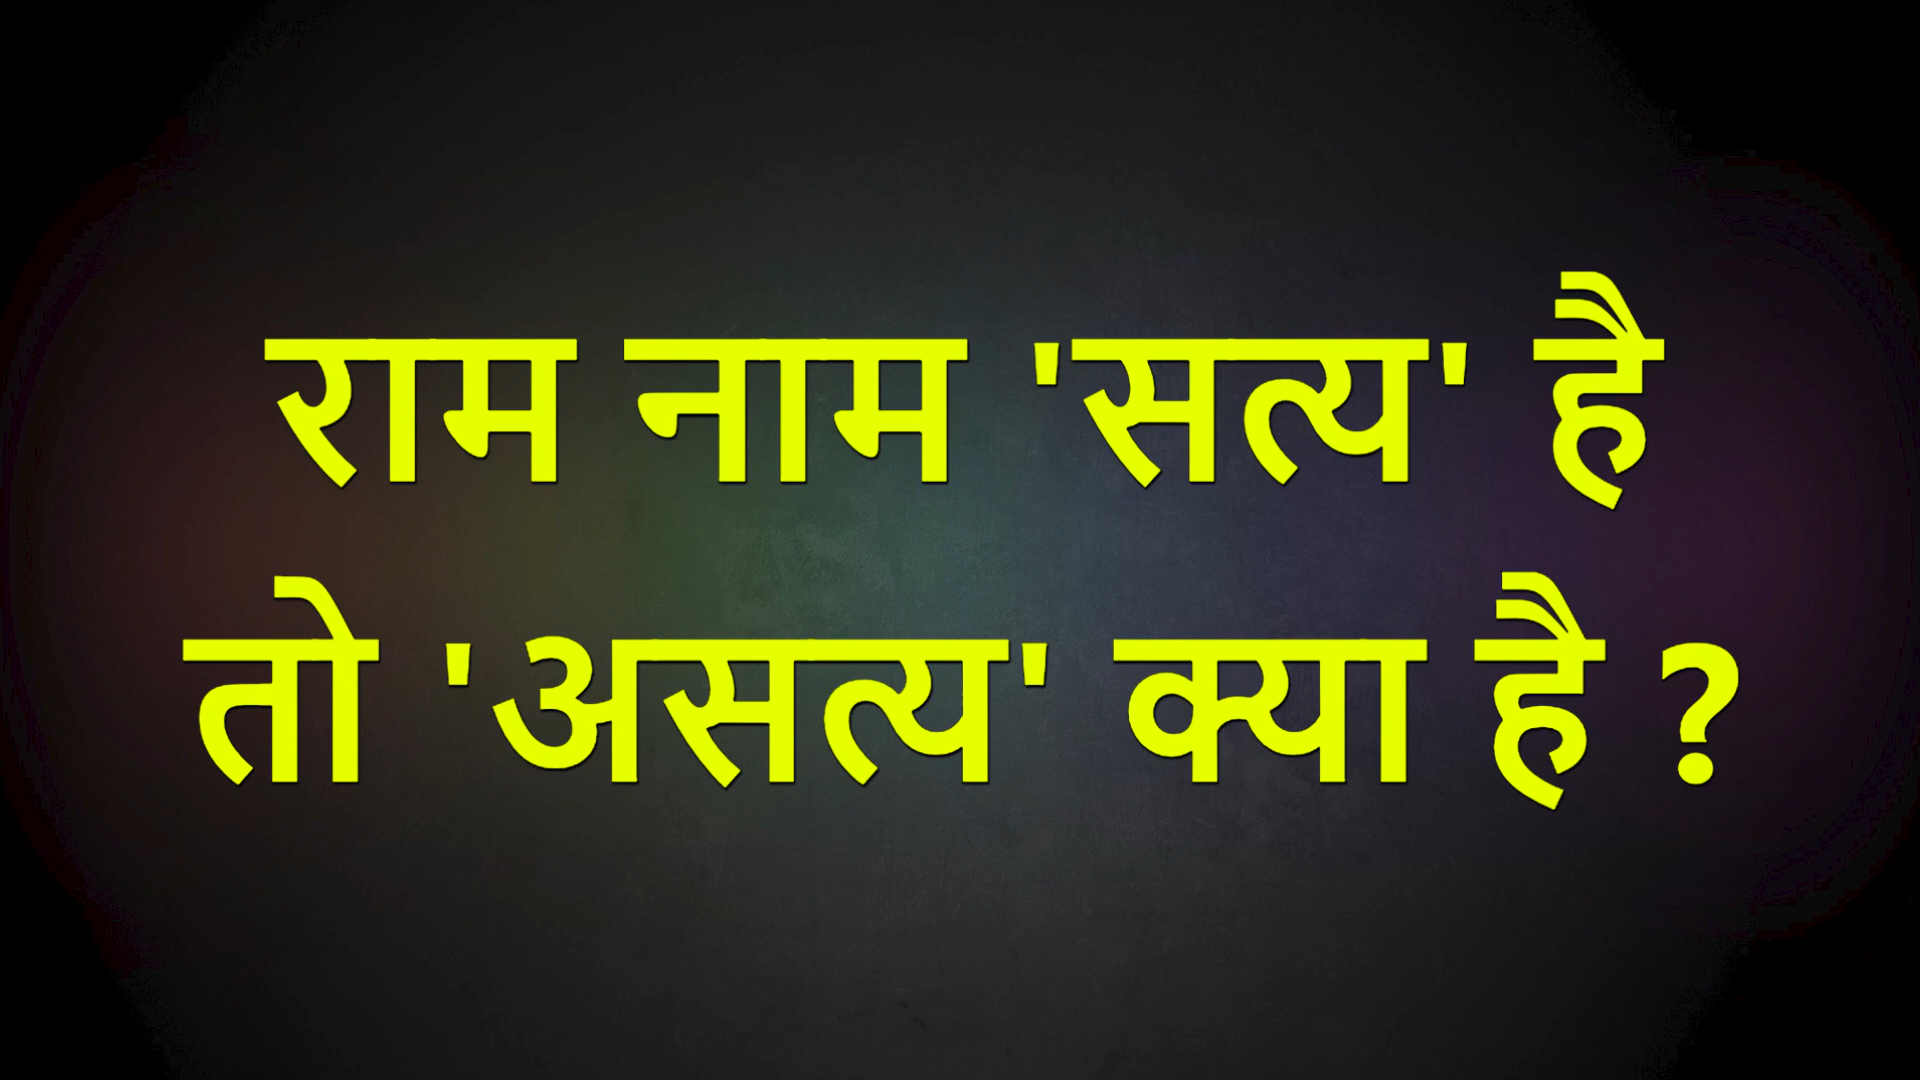 राम नाम 'सत्य' है
तो 'असत्य' क्या है ?